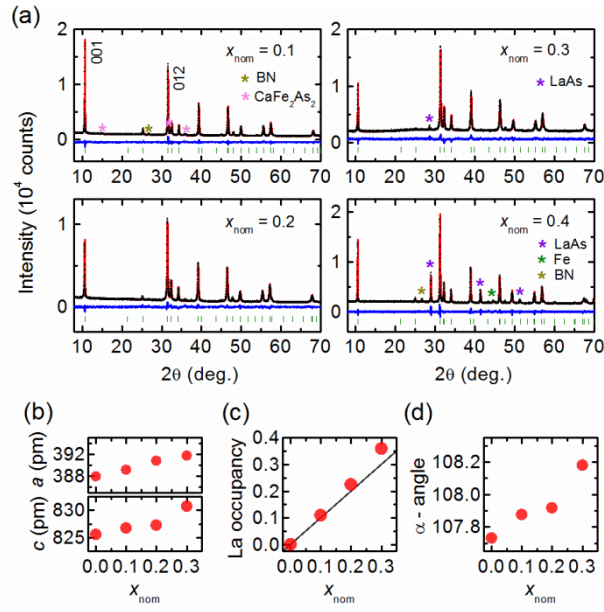 (a)
Intensity (10⁴ counts)
2
1
0
001
012
x_nom = 0.1
* BN
* CaFe₂As₂
10 20 30 40 50 60 70
2
1
0
x_nom = 0.3
* LaAs
10 20 30 40 50 60 70
1
0
x_nom = 0.2
10 20 30 40 50 60 70
2θ (deg.)
2
1
0
x_nom = 0.4
* LaAs
* Fe
* BN
10 20 30 40 50 60 70
2θ (deg.)
(b)
a (pm)
392
388
c (pm)
830
825
0.0 0.1 0.2 0.3
x_nom
(c)
La occupancy
0.4
0.3
0.2
0.1
0.0
0.0 0.1 0.2 0.3
x_nom
(d)
α - angle
108.2
108.0
107.8
0.0 0.1 0.2 0.3
x_nom